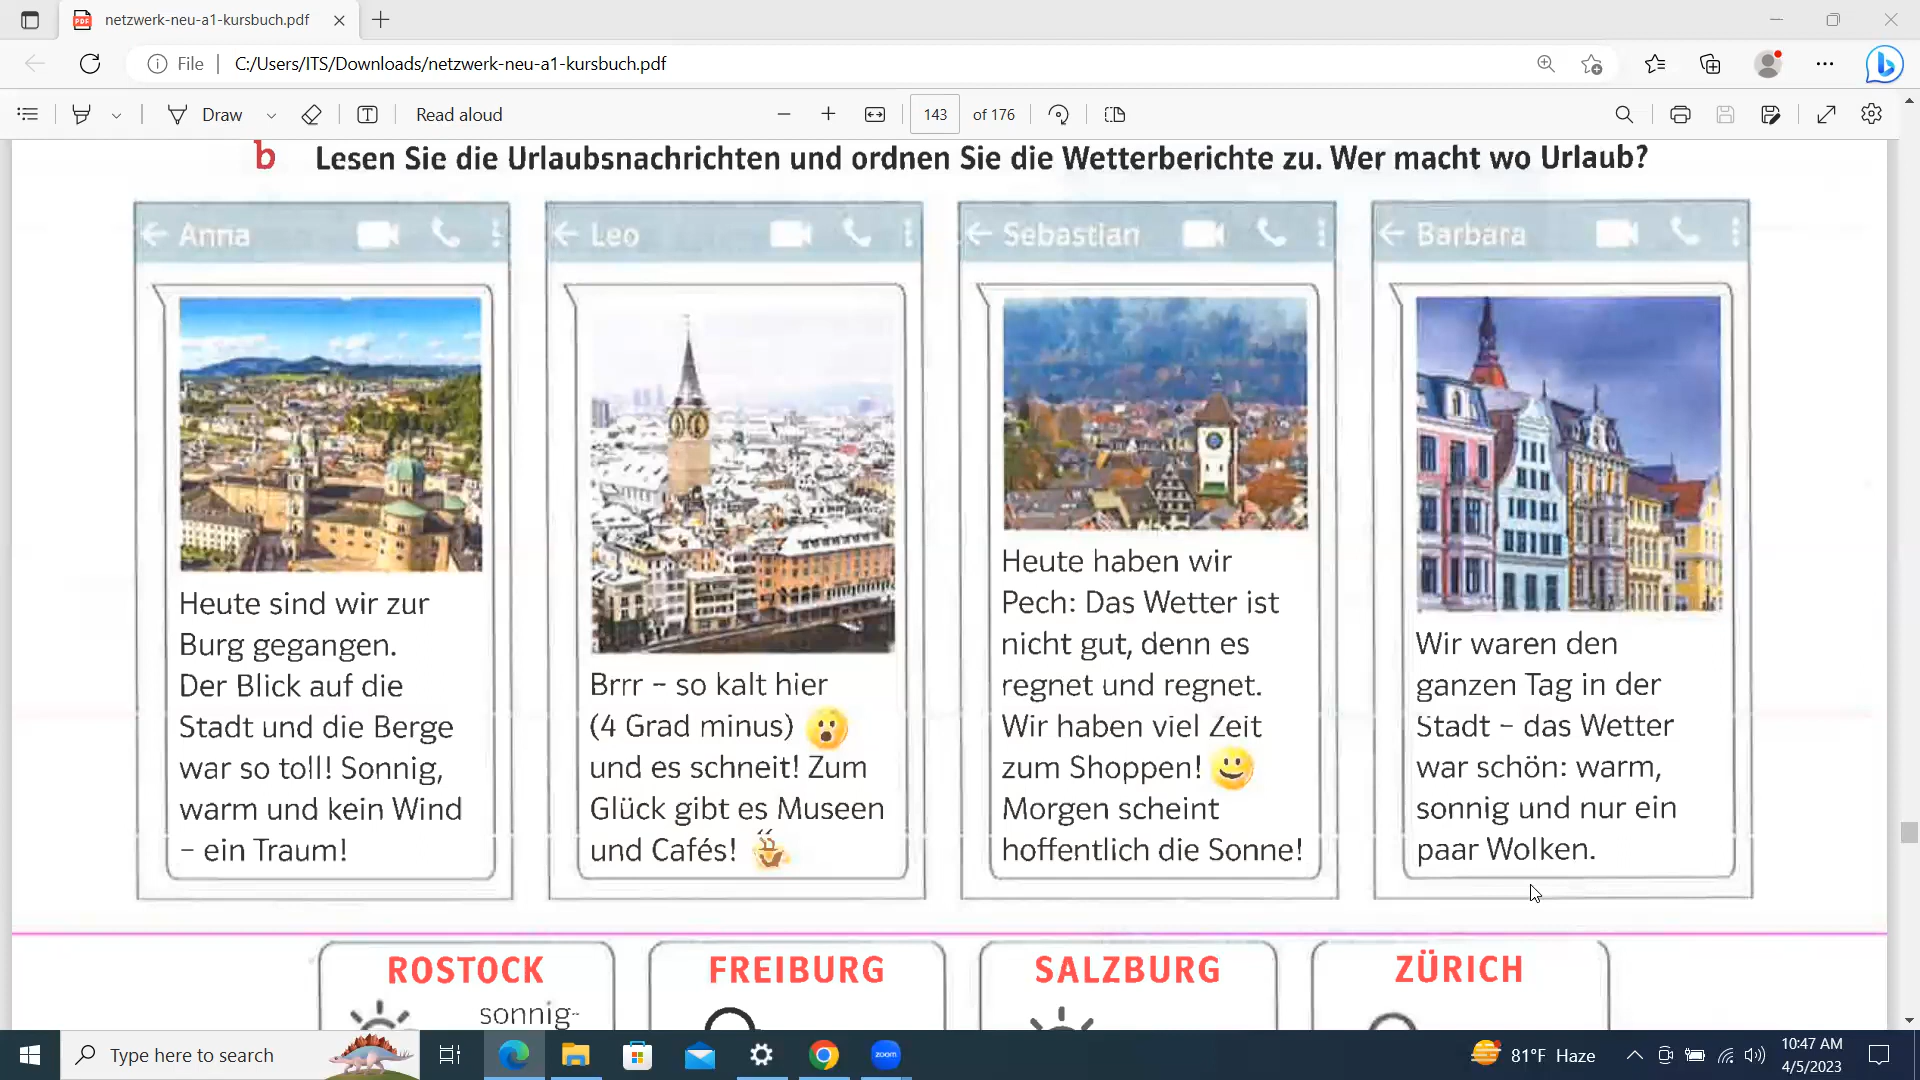 netzwerk-neu-a1-kursbuch.pdf
File
C:/Users/ITS/Downloads/netzwerk-neu-a1-kursbuch.pdf
Draw
Read aloud
143
of 176
b Lesen Sie die Urlaubsnachrichten und ordnen Sie die Wetterberichte zu. Wer macht wo Urlaub?
Anna
Heute sind wir zur
Burg gegangen.
Der Blick auf die
Stadt und die Berge
war so toll! Sonnig,
warm und kein Wind
– ein Traum!
Leo
Brrr – so kalt hier
(4 Grad minus)
und es schneit! Zum
Glück gibt es Museen
und Cafés!
Sebastian
Heute haben wir
Pech: Das Wetter ist
nicht gut, denn es
regnet und regnet.
Wir haben viel Zeit
zum Shoppen!
Morgen scheint
hoffentlich die Sonne!
Barbara
Wir waren den
ganzen Tag in der
Stadt – das Wetter
war schön: warm,
sonnig und nur ein
paar Wolken.
ROSTOCK
sonnig-
FREIBURG
SALZBURG
ZÜRICH
Type here to search
zoom
81°F Haze
10:47 AM
4/5/2023